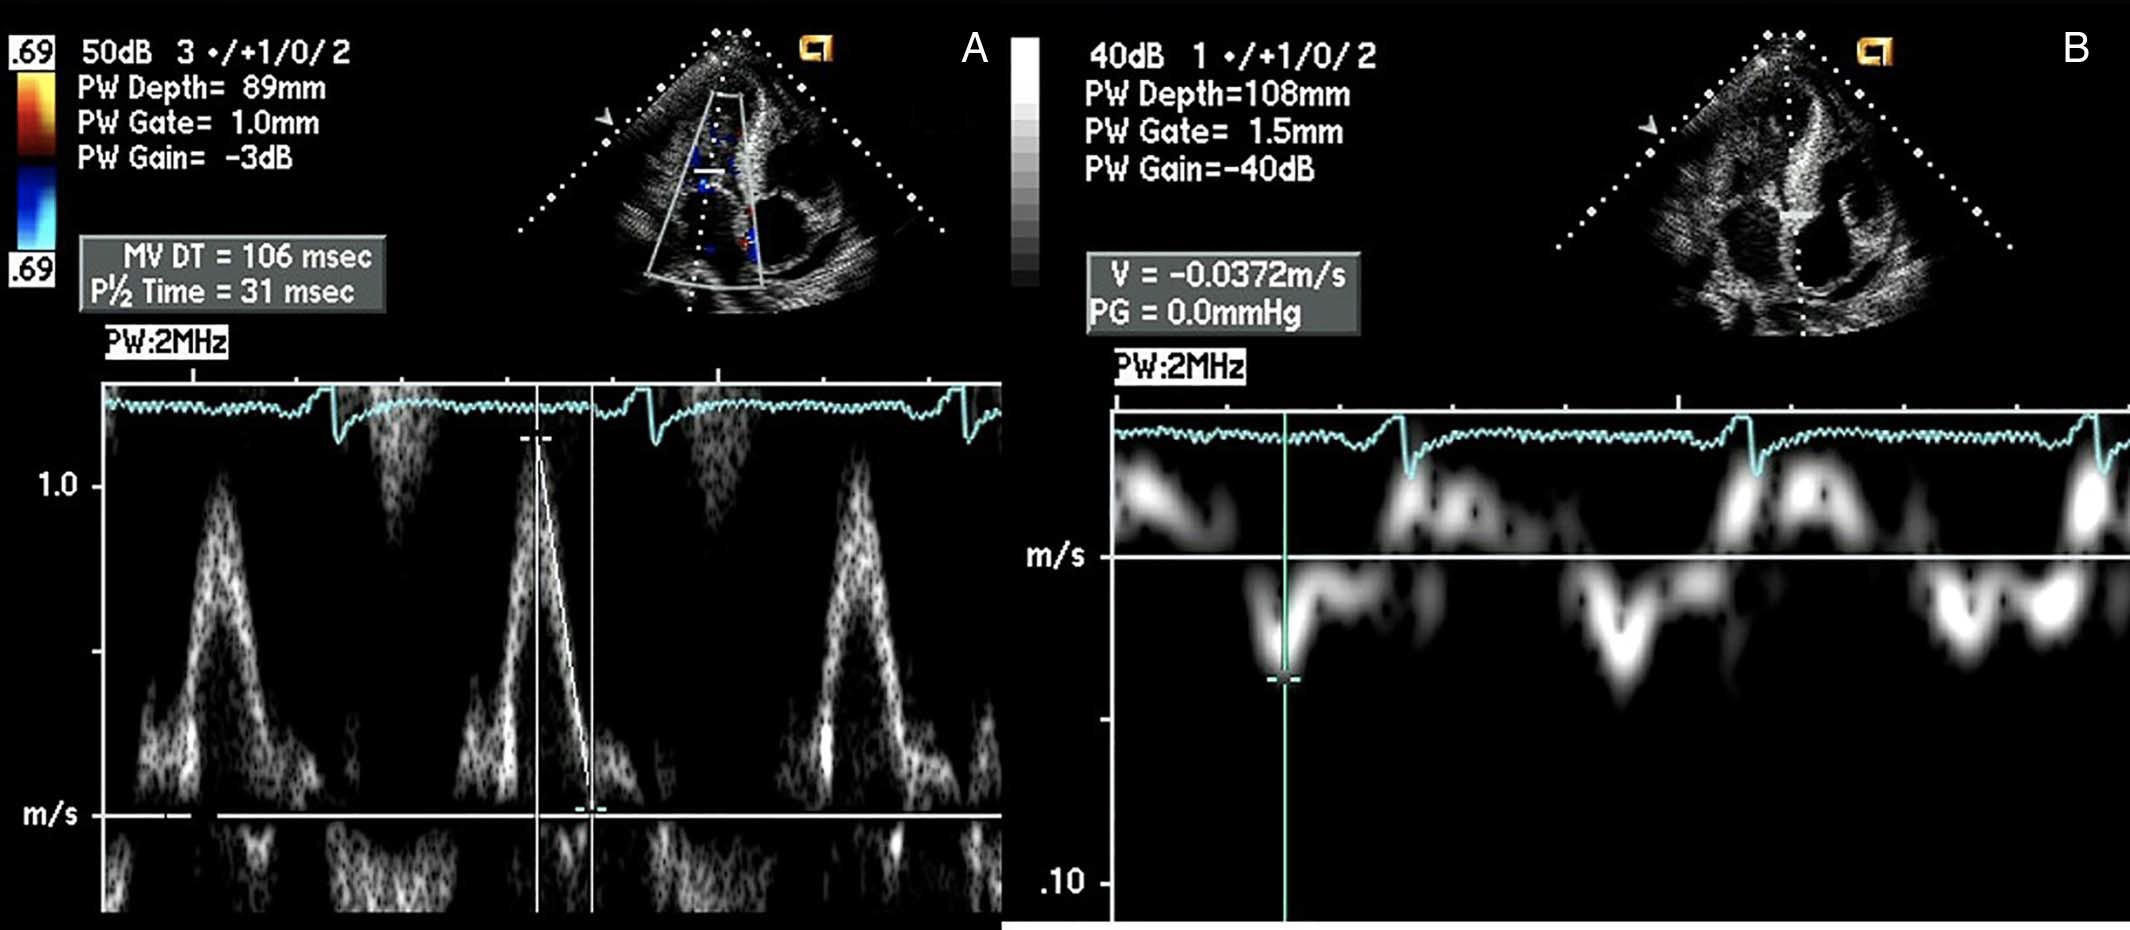 A
.69
50dB 3 •/+1/0/2
PW Depth= 89mm
PW Gate= 1.0mm
PW Gain= -3dB
.69
MV DT = 106 msec
P½ Time = 31 msec
PW:2MHz
1.0
m/s
B
40dB 1 •/+1/0/2
PW Depth=108mm
PW Gate= 1.5mm
PW Gain=-40dB
V = -0.0372m/s
PG = 0.0mmHg
PW:2MHz
m/s
.10